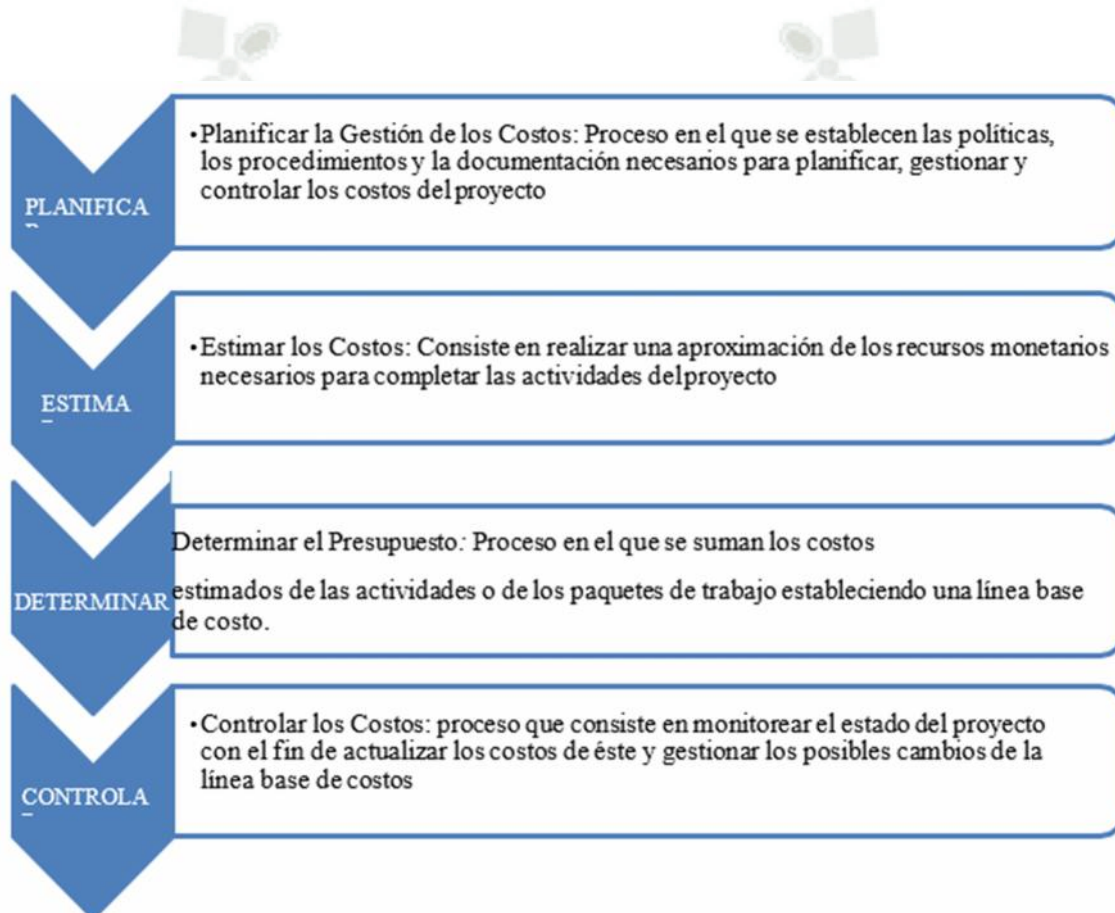 PLANIFICA
•Planificar la Gestión de los Costos: Proceso en el que se establecen las políticas,
los procedimientos y la documentación necesarios para planificar, gestionar y
controlar los costos del proyecto
ESTIMA
•Estimar los Costos: Consiste en realizar una aproximación de los recursos monetarios
necesarios para completar las actividades del proyecto
DETERMINAR
Determinar el Presupuesto: Proceso en el que se suman los costos
estimados de las actividades o de los paquetes de trabajo estableciendo una línea base
de costo.
CONTROLA
•Controlar los Costos: proceso que consiste en monitorear el estado del proyecto
con el fin de actualizar los costos de éste y gestionar los posibles cambios de la
línea base de costos